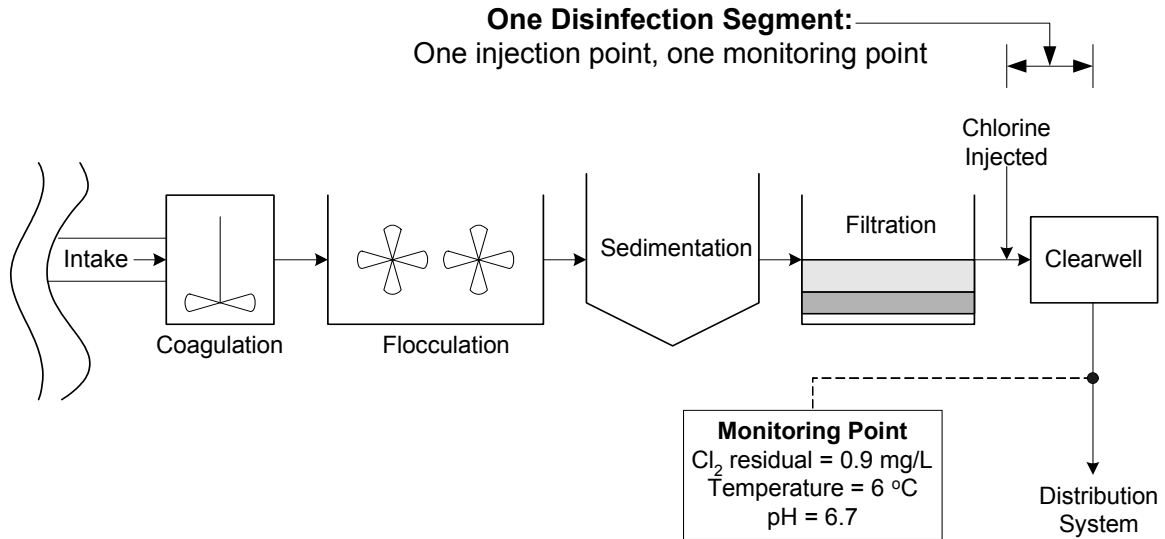 One Disinfection Segment:
One injection point, one monitoring point
Chlorine
Injected
Intake
Coagulation
Flocculation
Sedimentation
Filtration
Clearwell
Monitoring Point
Cl₂ residual = 0.9 mg/L
Temperature = 6 ºC
pH = 6.7
Distribution
System